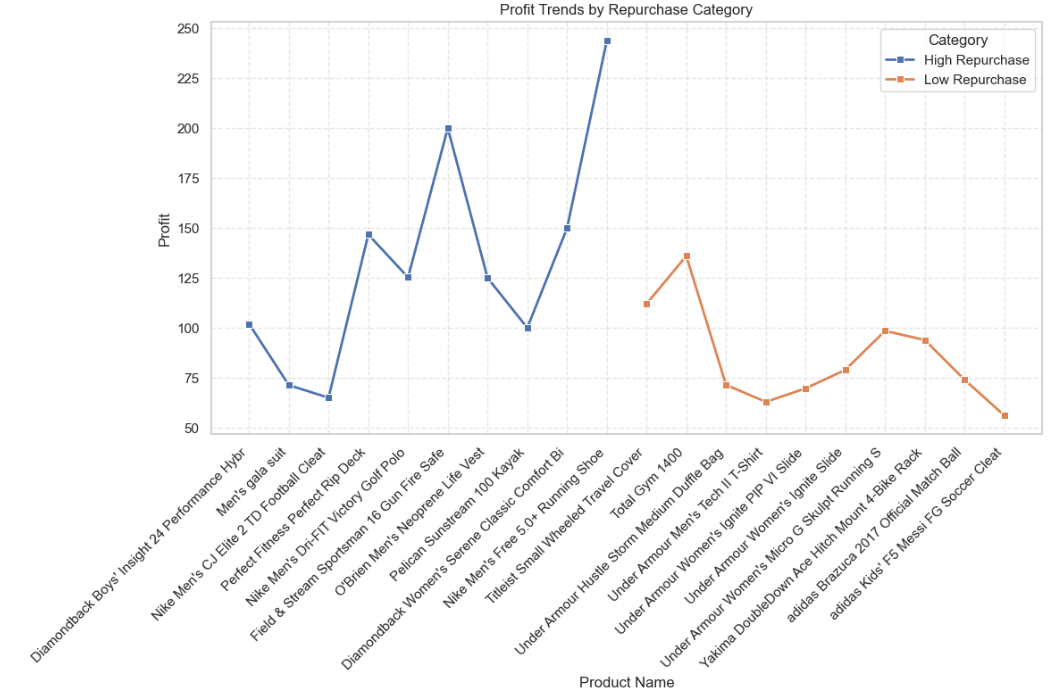 Profit Trends by Repurchase Category
Category
High Repurchase
Low Repurchase
Profit
250
225
200
175
150
125
100
75
50
Diamondback Boys' Insight 24 Performance Hybr
Men's gala suit
Nike Men's CJ Elite 2 TD Football Cleat
Perfect Fitness Perfect Rip Deck
Nike Men's Dri-FIT Victory Golf Polo
Field & Stream Sportsman 16 Gun Fire Safe
O'Brien Men's Neoprene Life Vest
Pelican Sunstream 100 Kayak
Diamondback Women's Serene Classic Comfort Bi
Nike Men's Free 5.0+ Running Shoe
Titleist Small Wheeled Travel Cover
Total Gym 1400
Under Armour Hustle Storm Medium Duffle Bag
Under Armour Men's Tech II T-Shirt
Under Armour Women's Ignite PIP VI Slide
Under Armour Women's Ignite Slide
Under Armour Women's Micro G Skulpt Running S
Yakima DoubleDown Ace Hitch Mount 4-Bike Rack
adidas Brazuca 2017 Official Match Ball
adidas Kids' F5 Messi FG Soccer Cleat
Product Name